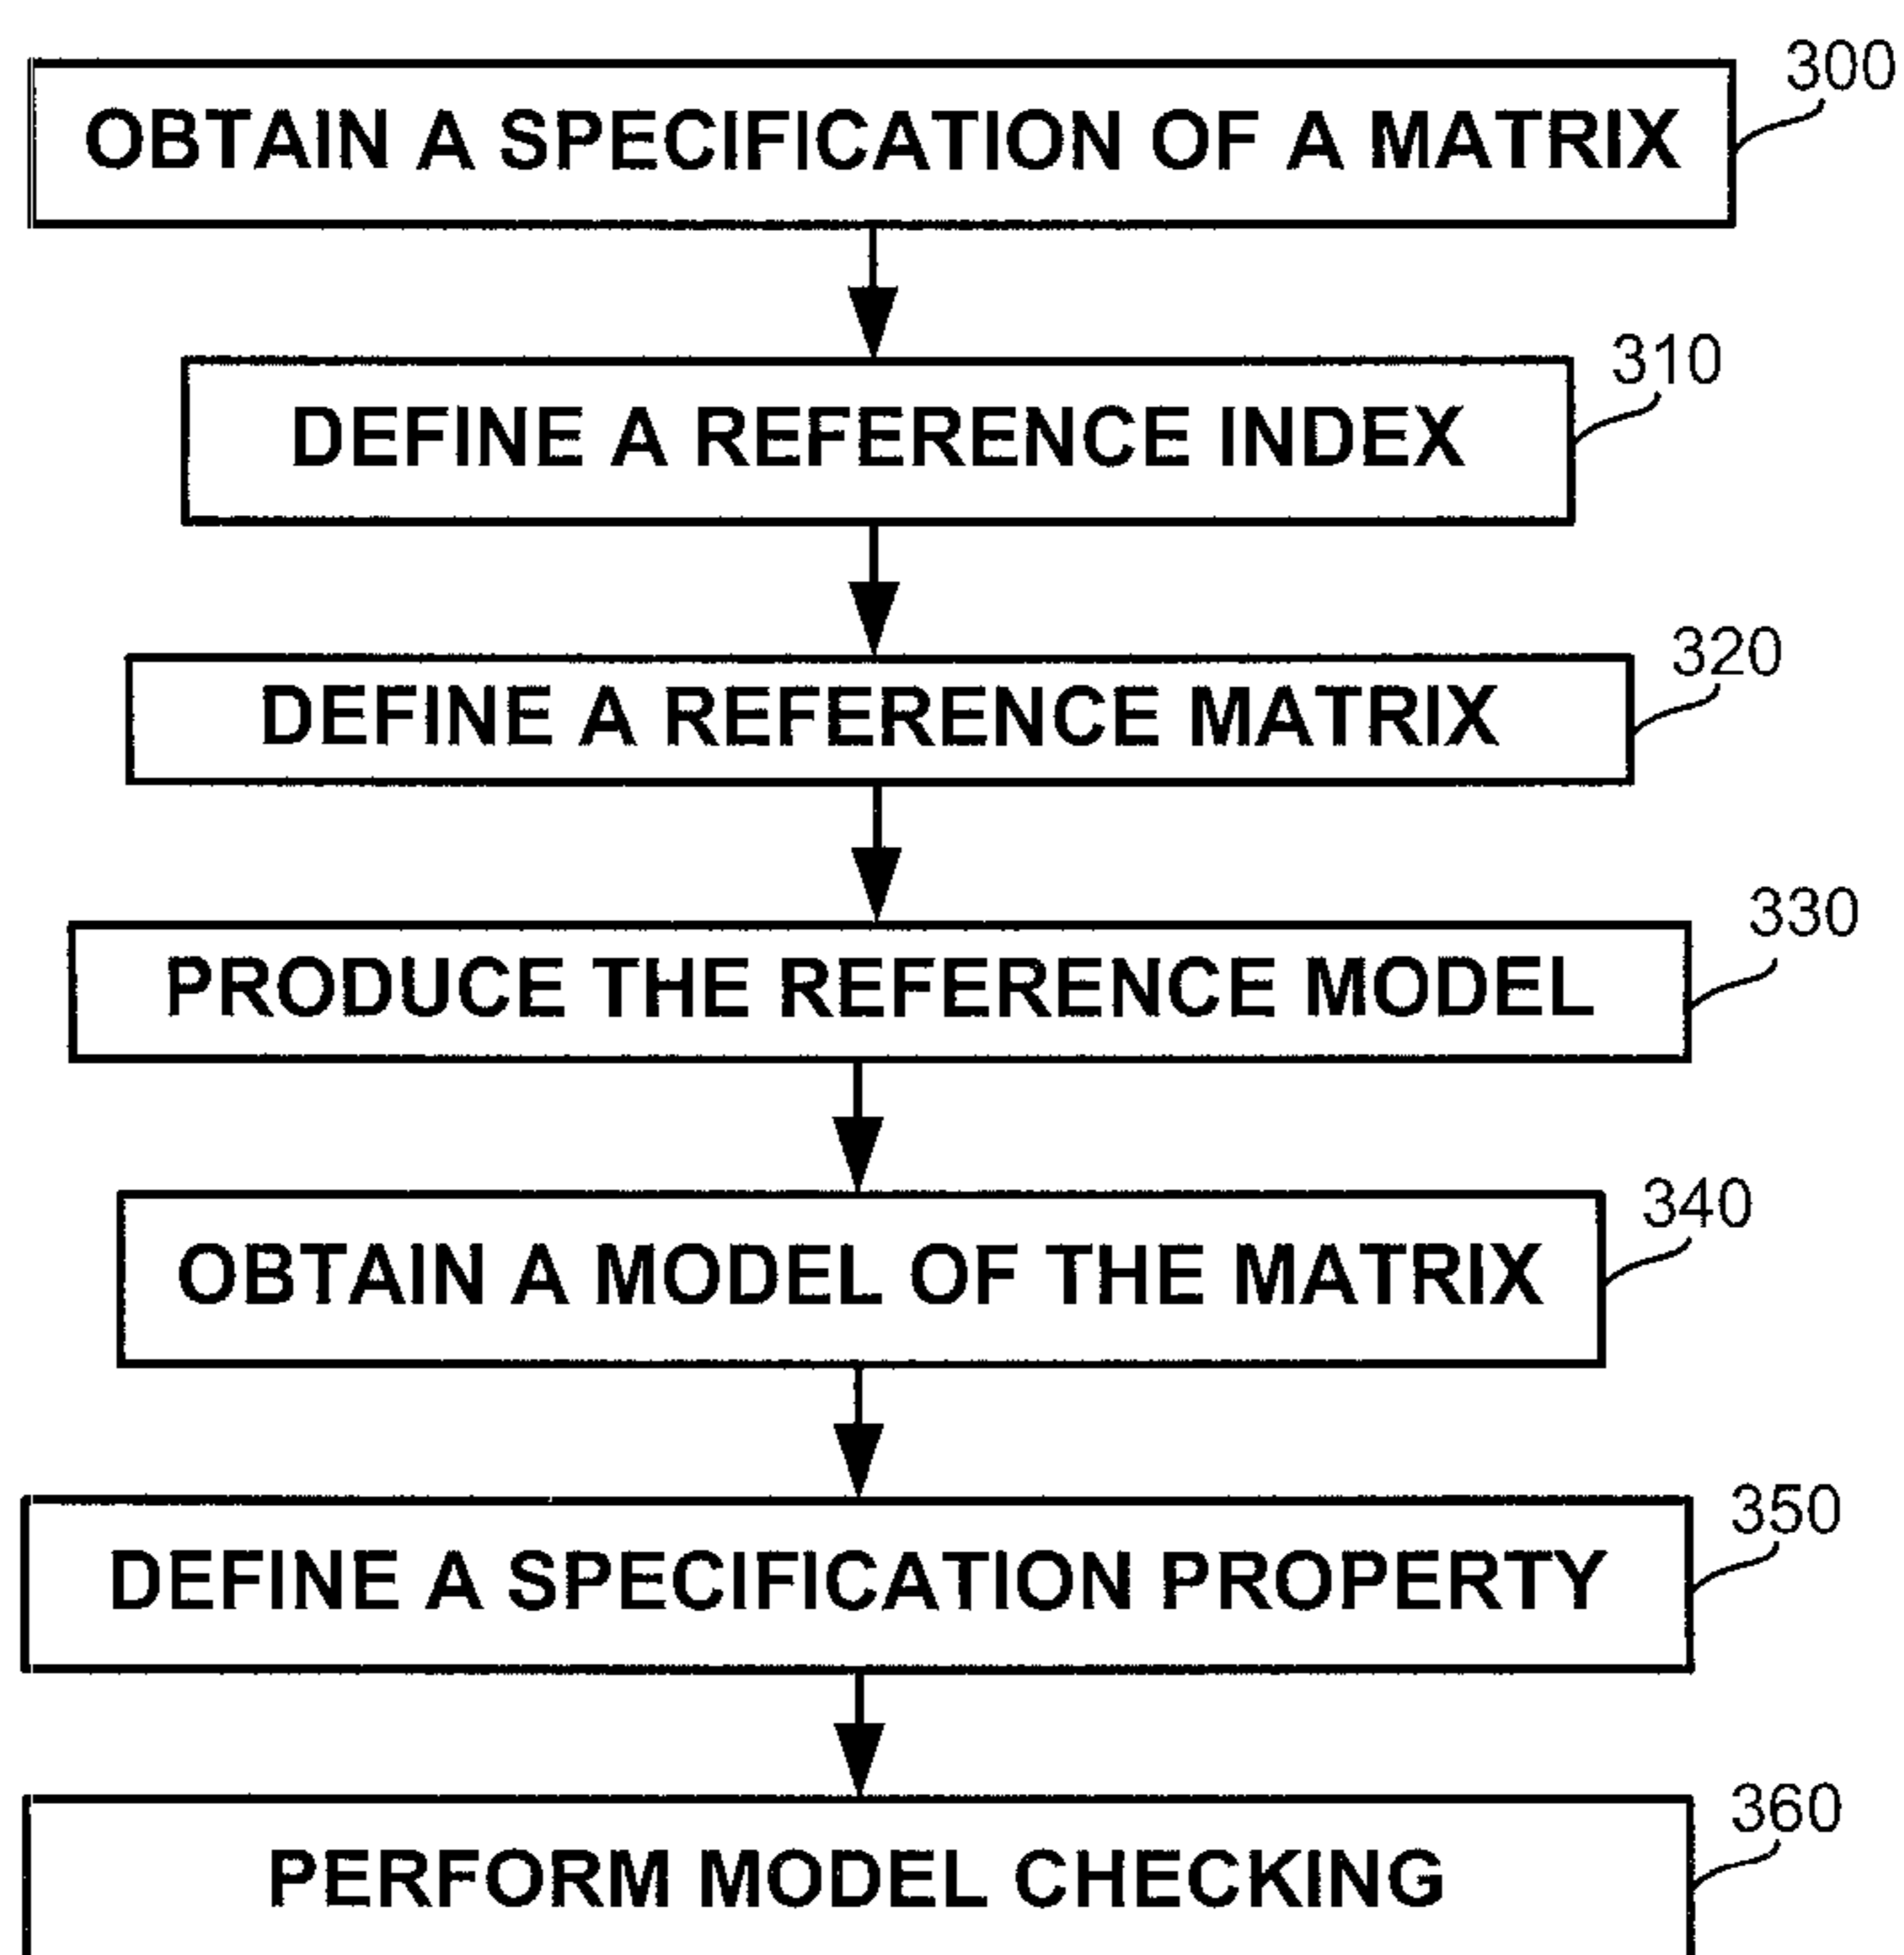 300
OBTAIN A SPECIFICATION OF A MATRIX
310
DEFINE A REFERENCE INDEX
320
DEFINE A REFERENCE MATRIX
330
PRODUCE THE REFERENCE MODEL
340
OBTAIN A MODEL OF THE MATRIX
350
DEFINE A SPECIFICATION PROPERTY
360
PERFORM MODEL CHECKING